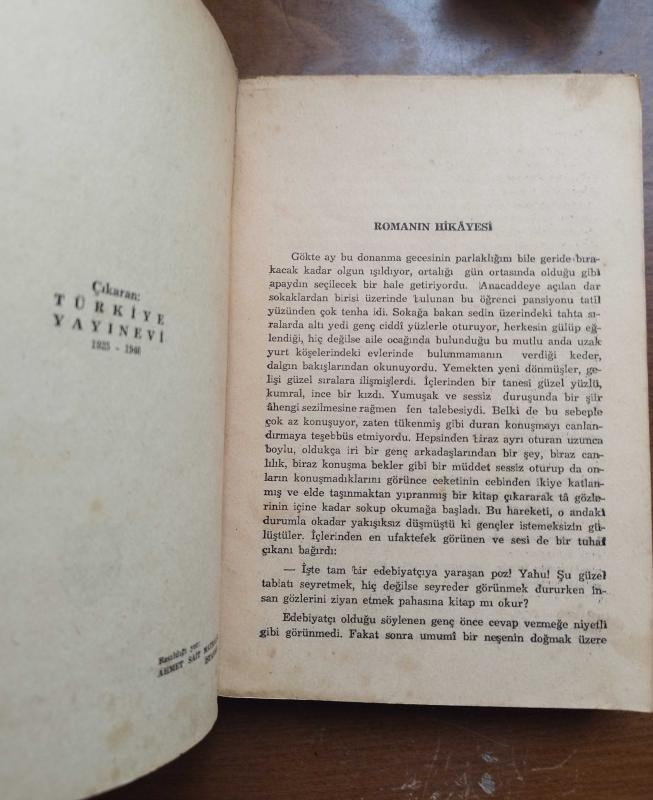 Çıkaran:
TÜRKİYE
YAYINEVİ
1925 - 1946
Basıldığı yer:
AHMET SAİT
ROMANIN HİKÂYESİ
Gökte ay bu donanma gecesinin parlaklığını bile geride bıra-
kacak kadar olgun ışıldıyor, ortalığı gün ortasında olduğu gibi
apaydın seçilecek bir hale getiriyordu. Anacaddeye açılan dar
sokaklardan birisi üzerinde bulunan bu öğrenci pansiyonu tatil
yüzünden çok tenha idi. Sokağa bakan sedin üzerindeki tahta sı-
ralarda altı yedi genç ciddî yüzlerle oturuyor, herkesin gülüp eğ-
lendiği, hiç değilse aile ocağında bulunduğu bu mutlu anda uzak
yurt köşelerindeki evlerinde bulunmamanın verdiği keder,
dalgın bakışlarından okunuyordu. Yemekten yeni dönmüşler, ge-
lişi güzel sıralara ilişmişlerdi. İçlerinden bir tanesi güzel yüzlü,
kumral, ince bir kızdı. Yumuşak ve sessiz duruşunda bir şiir
âhengi sezilmesine rağmen fen talebesiydi. Belki de bu sebeple
çok az konuşuyor, zaten tükenmiş gibi duran konuşmayı canlan-
dırmaya teşebbüs etmiyordu. Hepsinden biraz ayrı oturan uzunca
boylu, oldukça iri bir genç arkadaşlarından bir şey, biraz can-
lılık, biraz konuşma bekler gibi bir müddet sessiz oturup da on-
ların konuşmadıklarını görünce ceketinin cebinden ikiye katlan-
mış ve elde taşınmaktan yıpranmış bir kitap çıkararak tâ gözle-
rinin içine kadar sokup okumağa başladı. Bu hareketi, o andaki
durumla okadar yakışıksız düşmüştü ki gençler istemeksizin gü-
lüştüler. İçlerinden en ufaktefek görünen ve sesi de bir tuhaf
çıkanı bağırdı:
— İşte tam bir edebiyatçıya yaraşan poz! Yahu! Şu güzel
tabiatı seyretmek, hiç değilse seyreder görünmek dururken in-
san gözlerini ziyan etmek pahasına kitap mı okur?
Edebiyatçı olduğu söylenen genç önce cevap vermeğe niyetli
gibi görünmedi. Fakat sonra umumî bir neşenin doğmak üzere